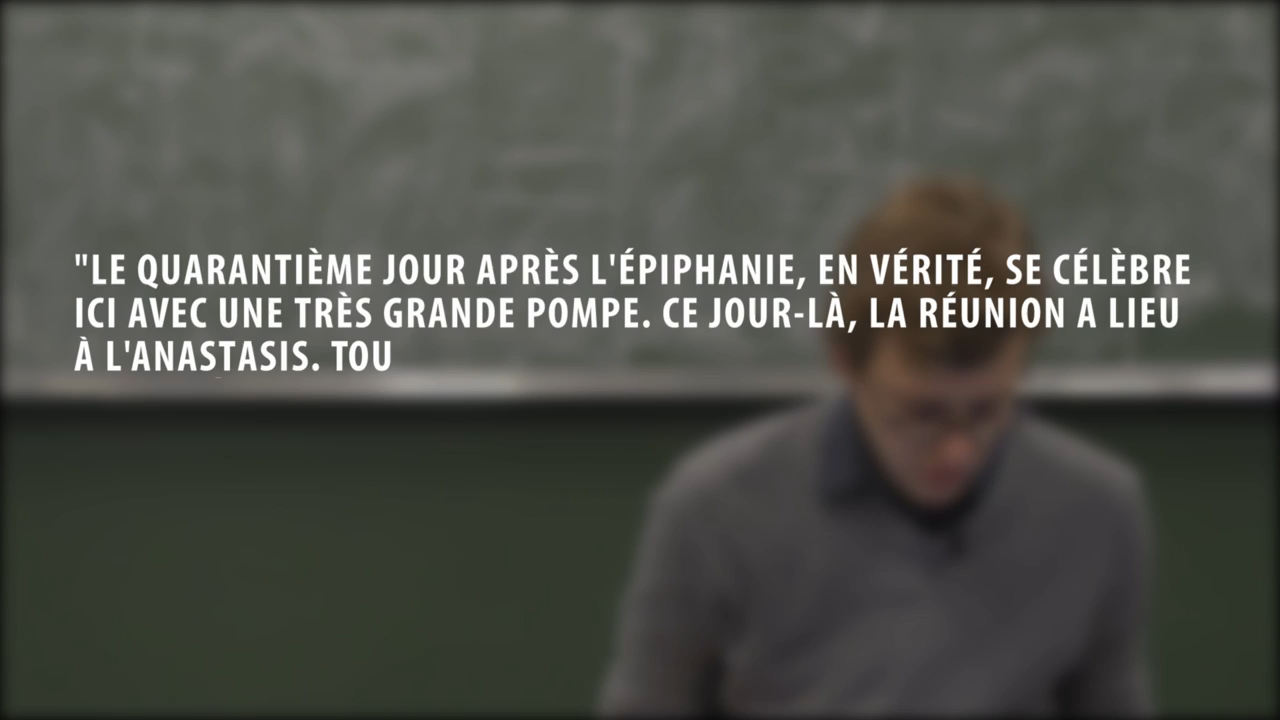 "LE QUARANTIÈME JOUR APRÈS L'ÉPIPHANIE, EN VÉRITÉ, SE CÉLÈBRE
ICI AVEC UNE TRÈS GRANDE POMPE. CE JOUR-LÀ, LA RÉUNION A LIEU
À L'ANASTASIS. TOU